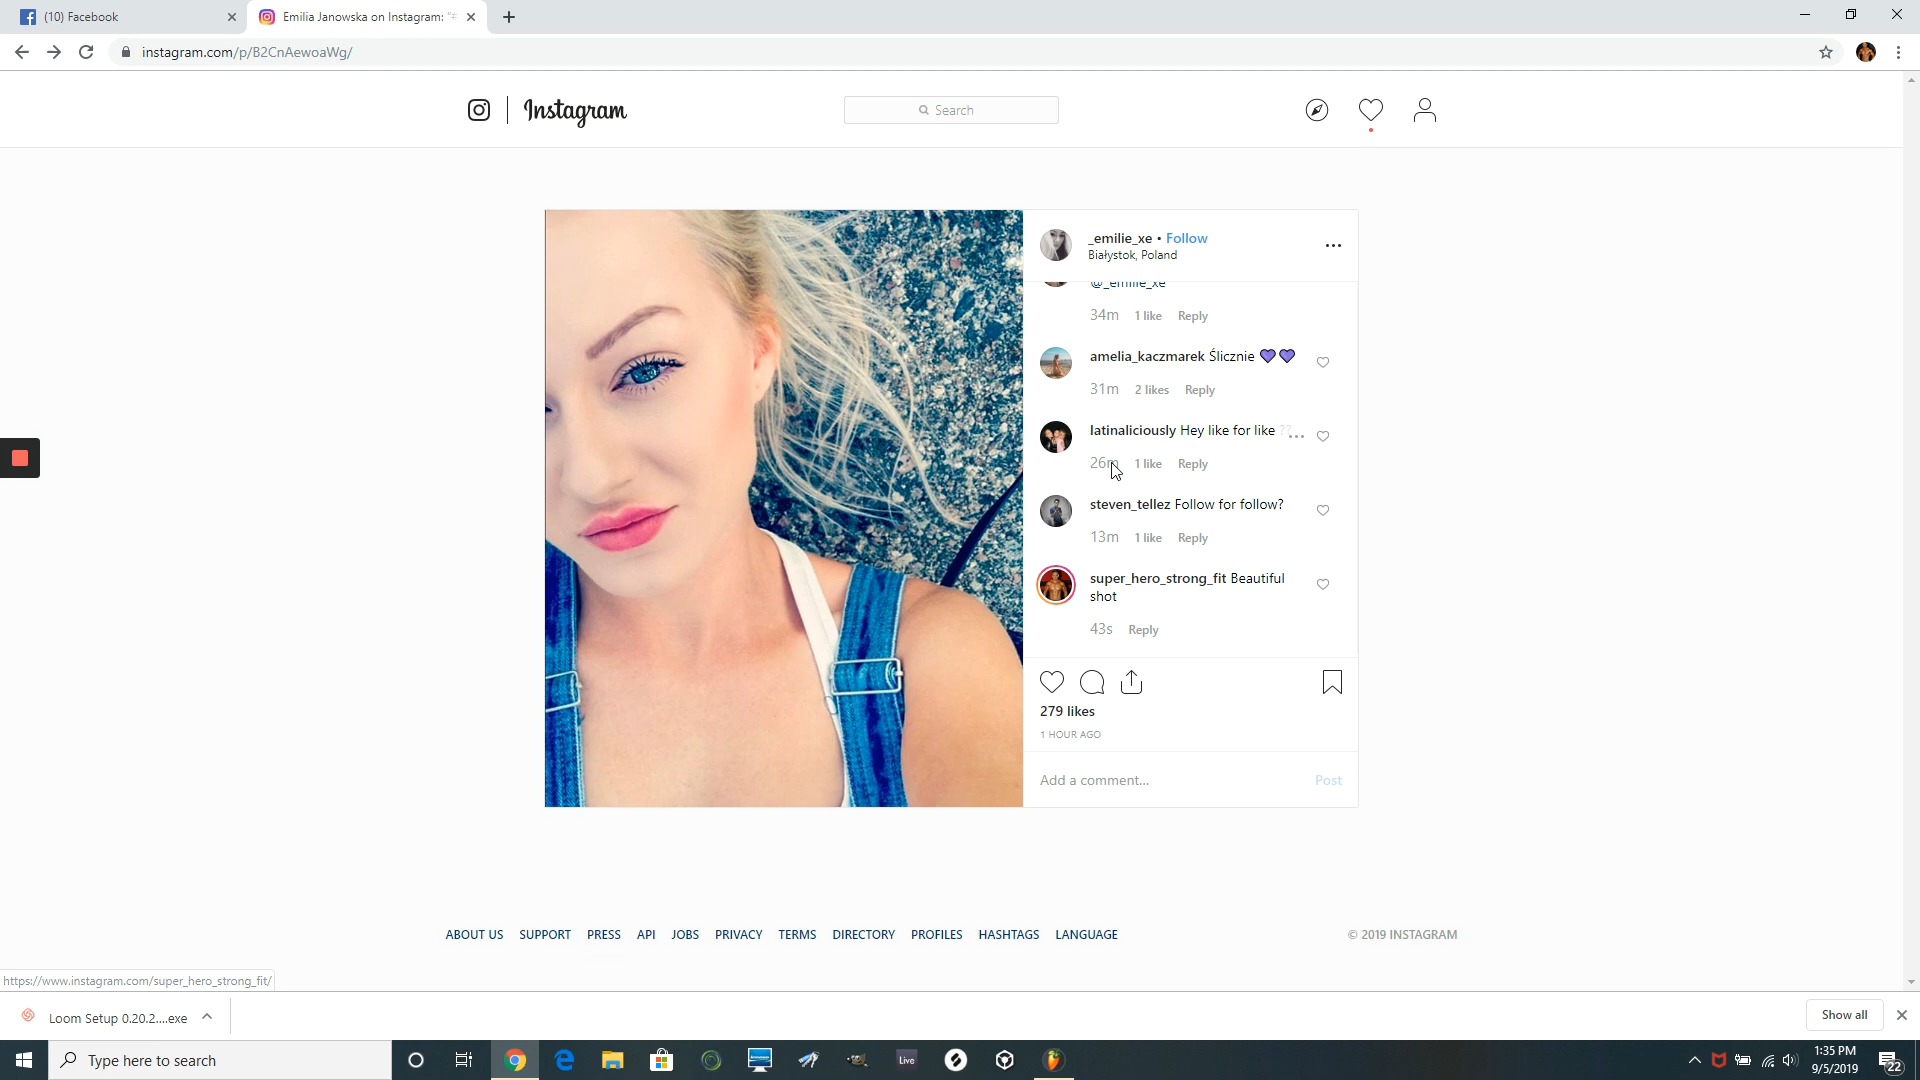 (10) Facebook
Emilia Janowska on Instagram: "#
instagram.com/p/B2CnAewoaWg/
Instagram
Search
_emilie_xe • Follow
Białystok, Poland
@_emilie_xe
34m 1 like Reply
amelia_kaczmarek Ślicznie 💜💜
31m 2 likes Reply
latinaliciously Hey like for like ??
26m 1 like Reply
steven_tellez Follow for follow?
13m 1 like Reply
super_hero_strong_fit Beautiful
shot
43s Reply
279 likes
1 HOUR AGO
Add a comment... Post
ABOUT US SUPPORT PRESS API JOBS PRIVACY TERMS DIRECTORY PROFILES HASHTAGS LANGUAGE
© 2019 INSTAGRAM
https://www.instagram.com/super_hero_strong_fit/
Loom Setup 0.20.2....exe
Show all
Type here to search
Live
1:35 PM
9/5/2019
22